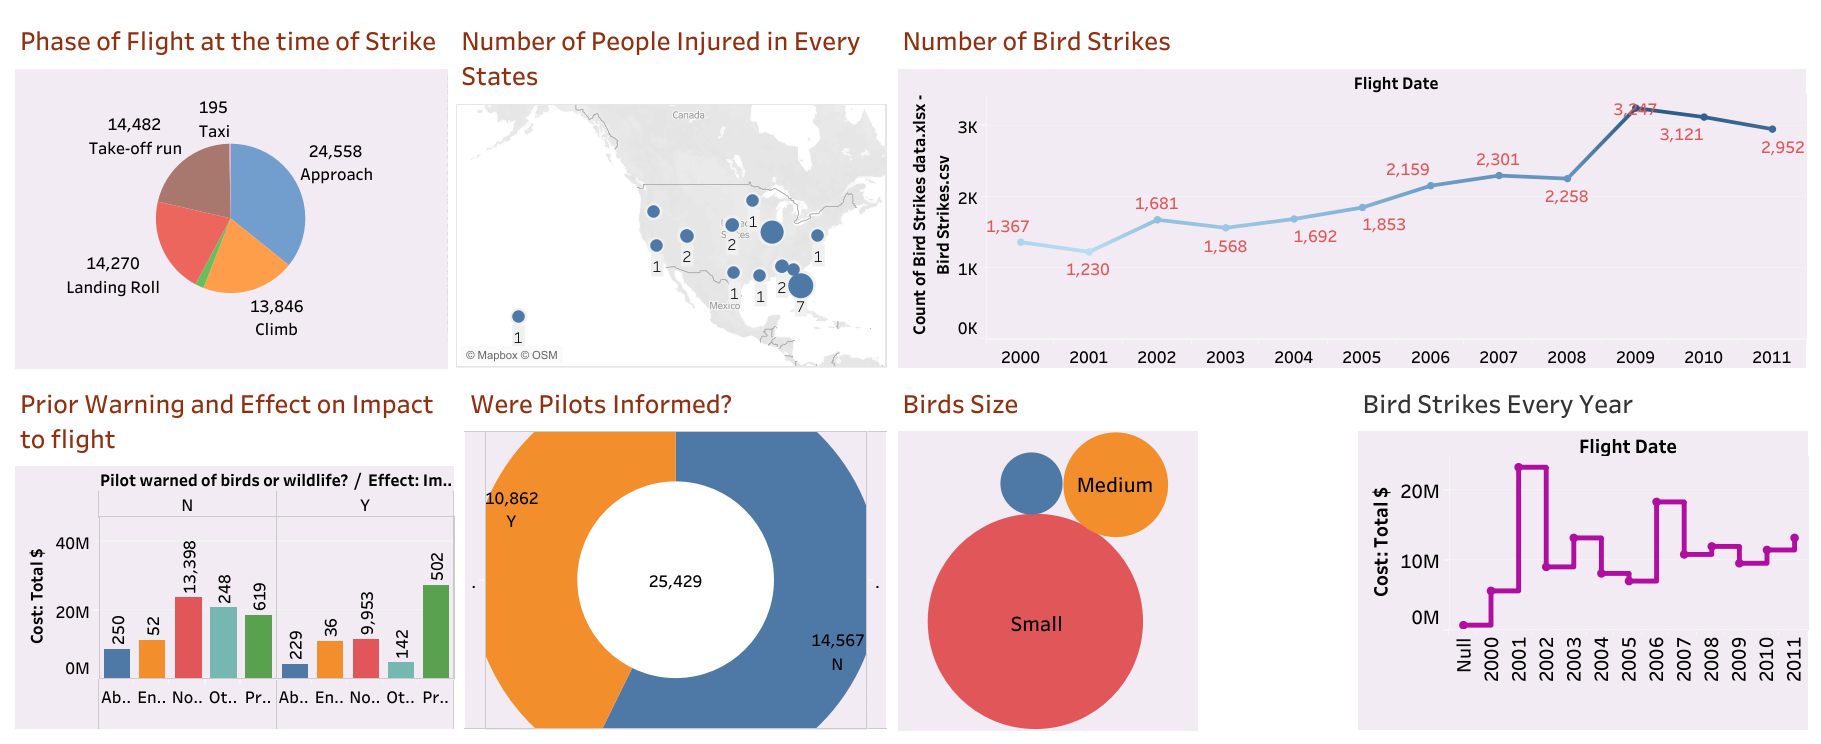 Phase of Flight at the time of Strike
195
Taxi
14,482
Take-off run
24,558
Approach
14,270
Landing Roll
13,846
Climb
Number of People Injured in Every
States
Canada
1
2
1
2
1
1
1
2
7
Mexico
1
© Mapbox © OSM
Number of Bird Strikes
Flight Date
Count of Bird Strikes data.xlsx -
Bird Strikes.csv
3K
2K
1K
0K
1,367
1,230
1,681
1,568
1,692
1,853
2,159
2,301
2,258
3,247
3,121
2,952
2000 2001 2002 2003 2004 2005 2006 2007 2008 2009 2010 2011
Prior Warning and Effect on Impact
to flight
Pilot warned of birds or wildlife? / Effect: Im..
N Y
Cost: Total $
40M
20M
0M
250 52 13,398 248 619 229 36 9,953 142 502
Ab.. En.. No.. Ot.. Pr.. Ab.. En.. No.. Ot.. Pr..
Were Pilots Informed?
10,862
Y
25,429
14,567
N
Birds Size
Medium
Small
Bird Strikes Every Year
Flight Date
Cost: Total $
20M
10M
0M
Null 2000 2001 2002 2003 2004 2005 2006 2007 2008 2009 2010 2011